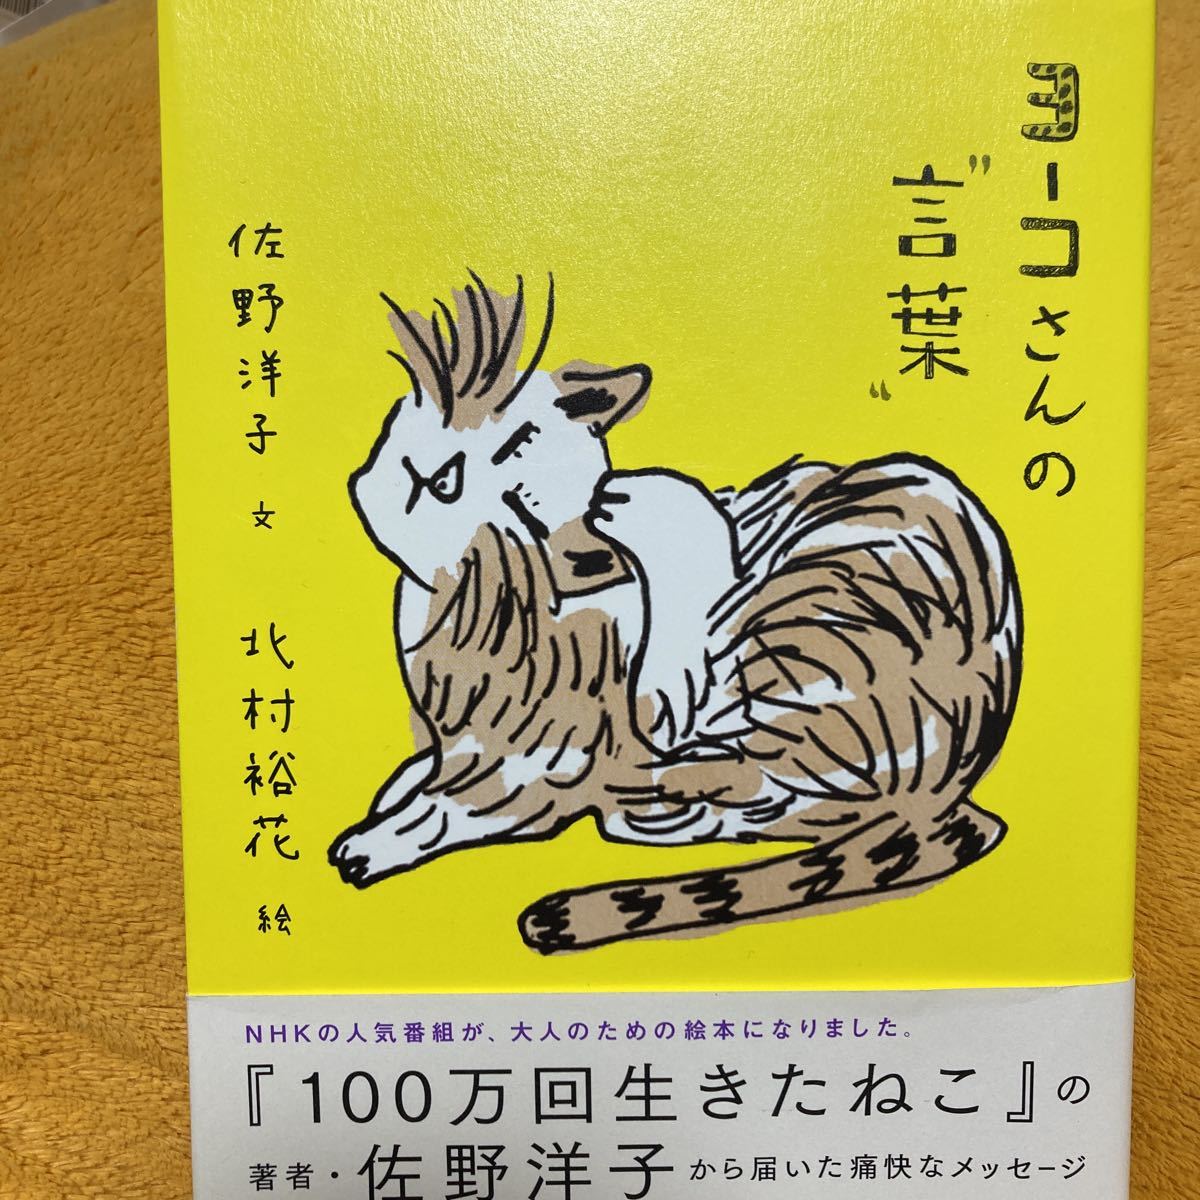 ヨーコさんの
"言葉"
佐野洋子 文
北村裕花 絵
NHKの人気番組が、大人のための絵本になりました。
『100万回生きたねこ』の
著者・佐野洋子から届いた痛快なメッセージ